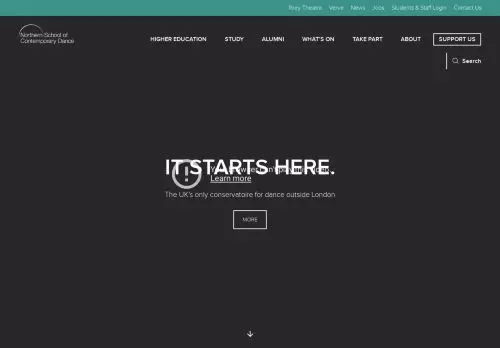 Riley Theatre Verve News Jobs Students & Staff Login Contact Us
Northern School of
Contemporary Dance
HIGHER EDUCATION STUDY ALUMNI WHAT'S ON TAKE PART ABOUT SUPPORT US
Search
IT STARTS HERE.
Learn more
The UK's only conservatoire for dance outside London
MORE